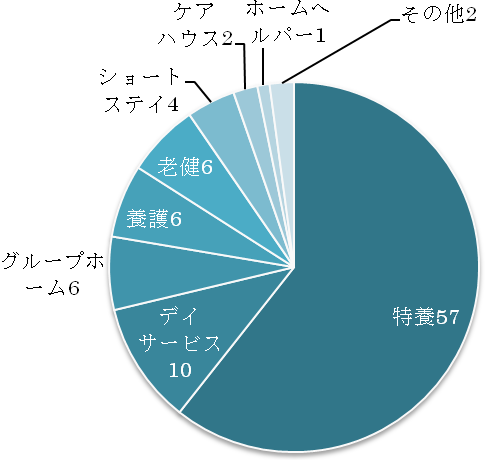 ケア
ハウス2
ホームヘ
ルパー1
その他2
ショート
ステイ4
老健6
養護6
グループホ
ーム6
デイ
サービス
10
特養57